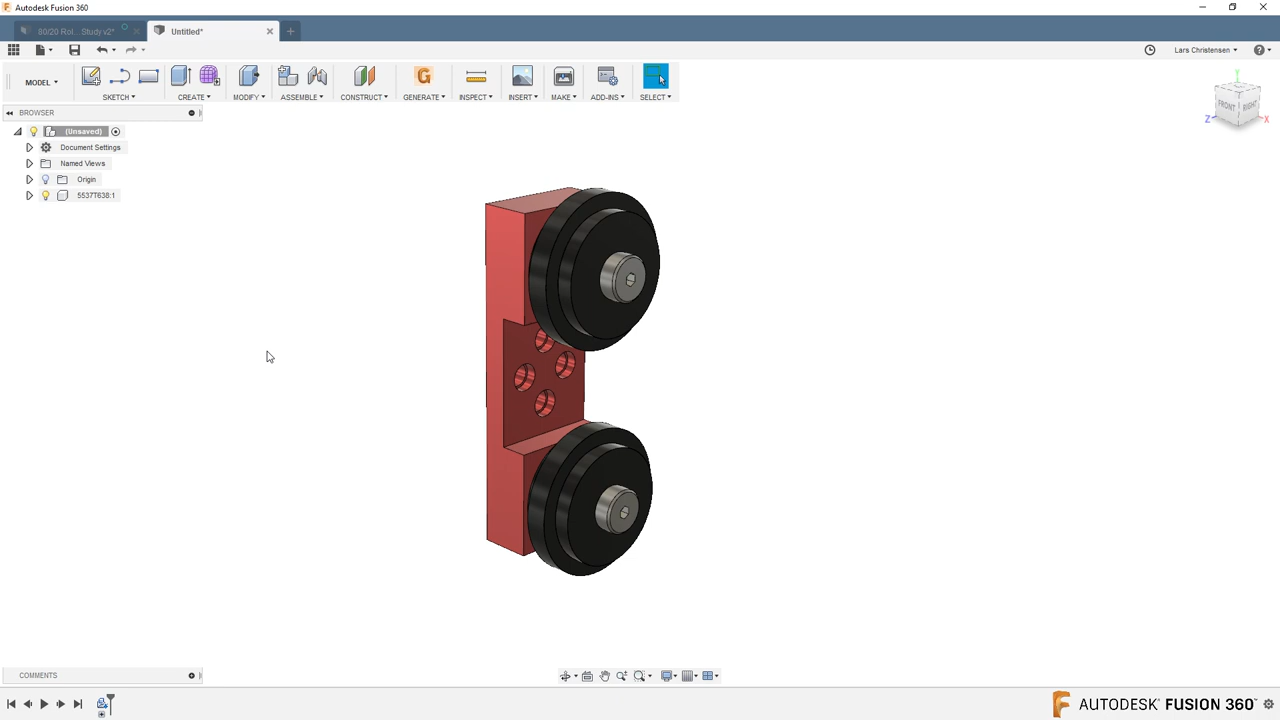 Autodesk Fusion 360
80/20 Rol... Study v2*
Untitled*
Lars Christensen
MODEL
SKETCH
CREATE
MODIFY
ASSEMBLE
CONSTRUCT
GENERATE
INSPECT
INSERT
MAKE
ADD-INS
SELECT
Y
FRONT
RIGHT
Z
X
BROWSER
(Unsaved)
Document Settings
Named Views
Origin
5537T638:1
COMMENTS
AUTODESK® FUSION 360™